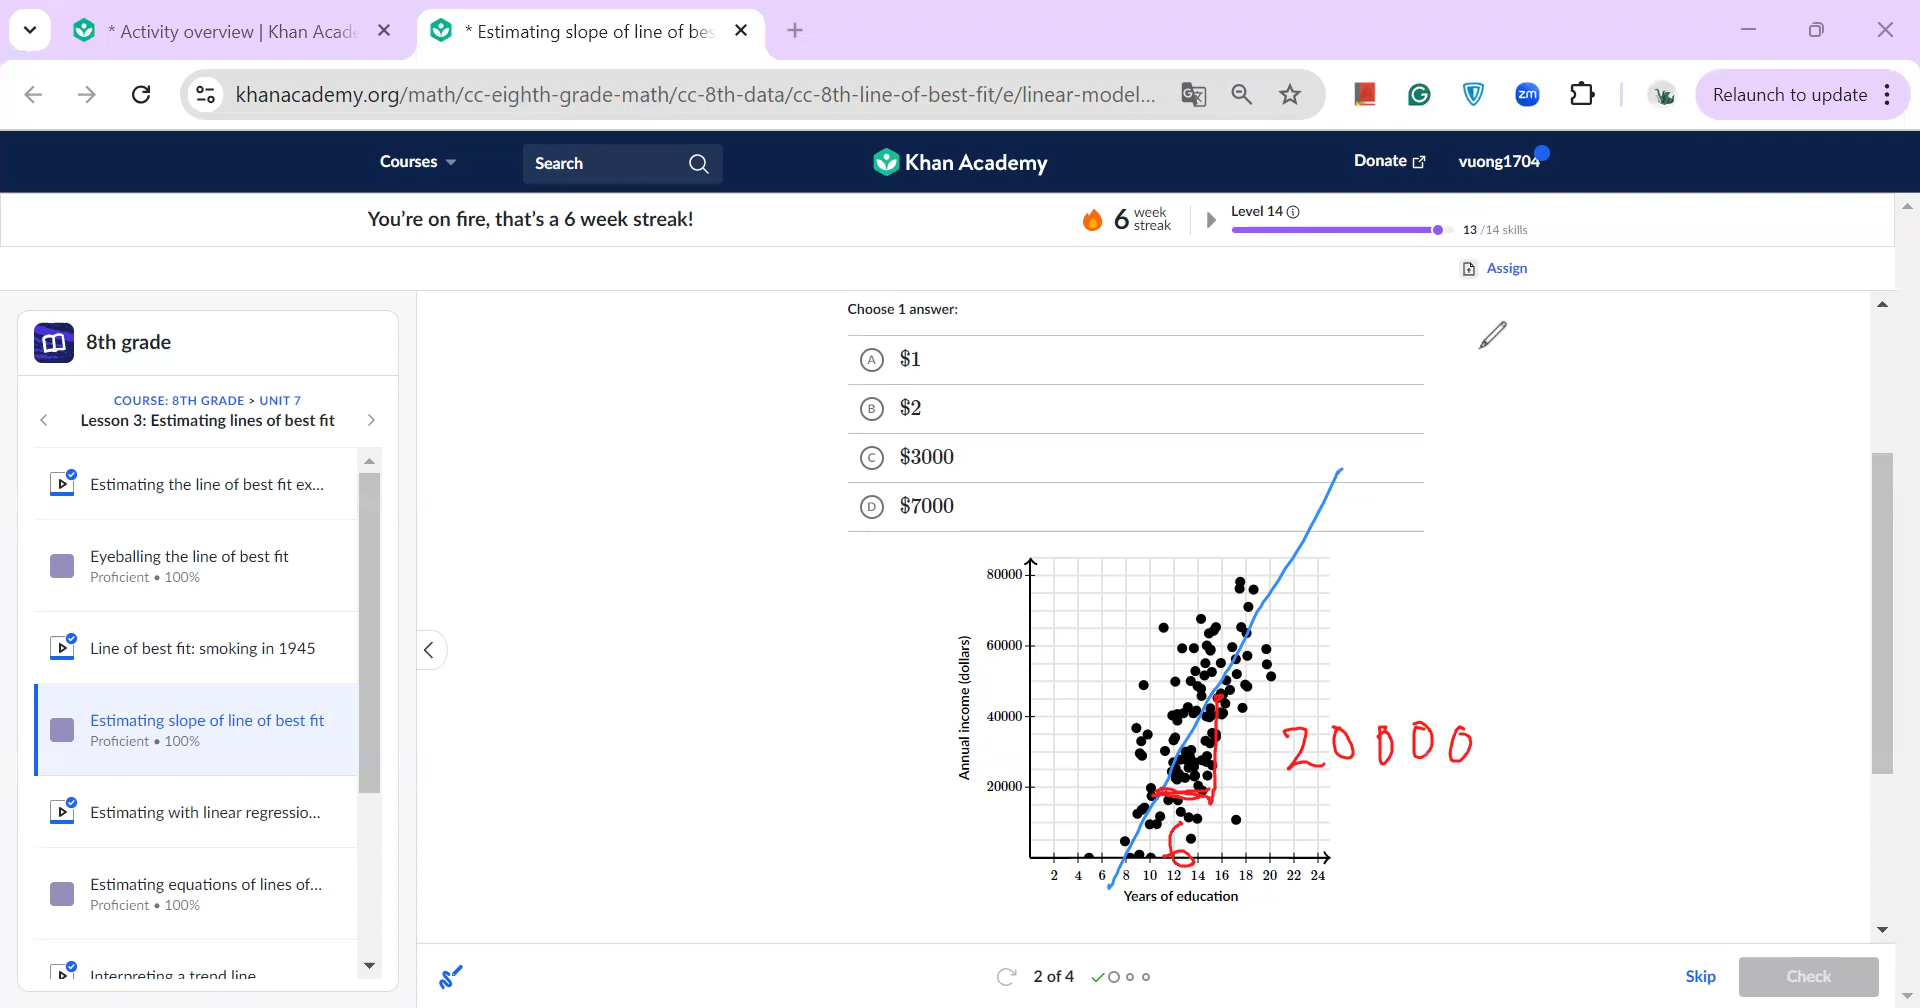 * Activity overview | Khan Acade
* Estimating slope of line of bes
khanacademy.org/math/cc-eighth-grade-math/cc-8th-data/cc-8th-line-of-best-fit/e/linear-model...
zm
Relaunch to update
Courses
Search
Khan Academy
Donate
vuong1704
You're on fire, that's a 6 week streak!
6 week streak
Level 14
13 /14 skills
Assign
8th grade
COURSE: 8TH GRADE > UNIT 7
Lesson 3: Estimating lines of best fit
Estimating the line of best fit ex...
Eyeballing the line of best fit
Proficient • 100%
Line of best fit: smoking in 1945
Estimating slope of line of best fit
Proficient • 100%
Estimating with linear regressio...
Estimating equations of lines of...
Proficient • 100%
Interpreting a trend line
Choose 1 answer:
A $1
B $2
C $3000
D $7000
80000
60000
40000
20000
Annual income (dollars)
2 4 6 8 10 12 14 16 18 20 22 24
Years of education
20000
6
2 of 4
Skip
Check